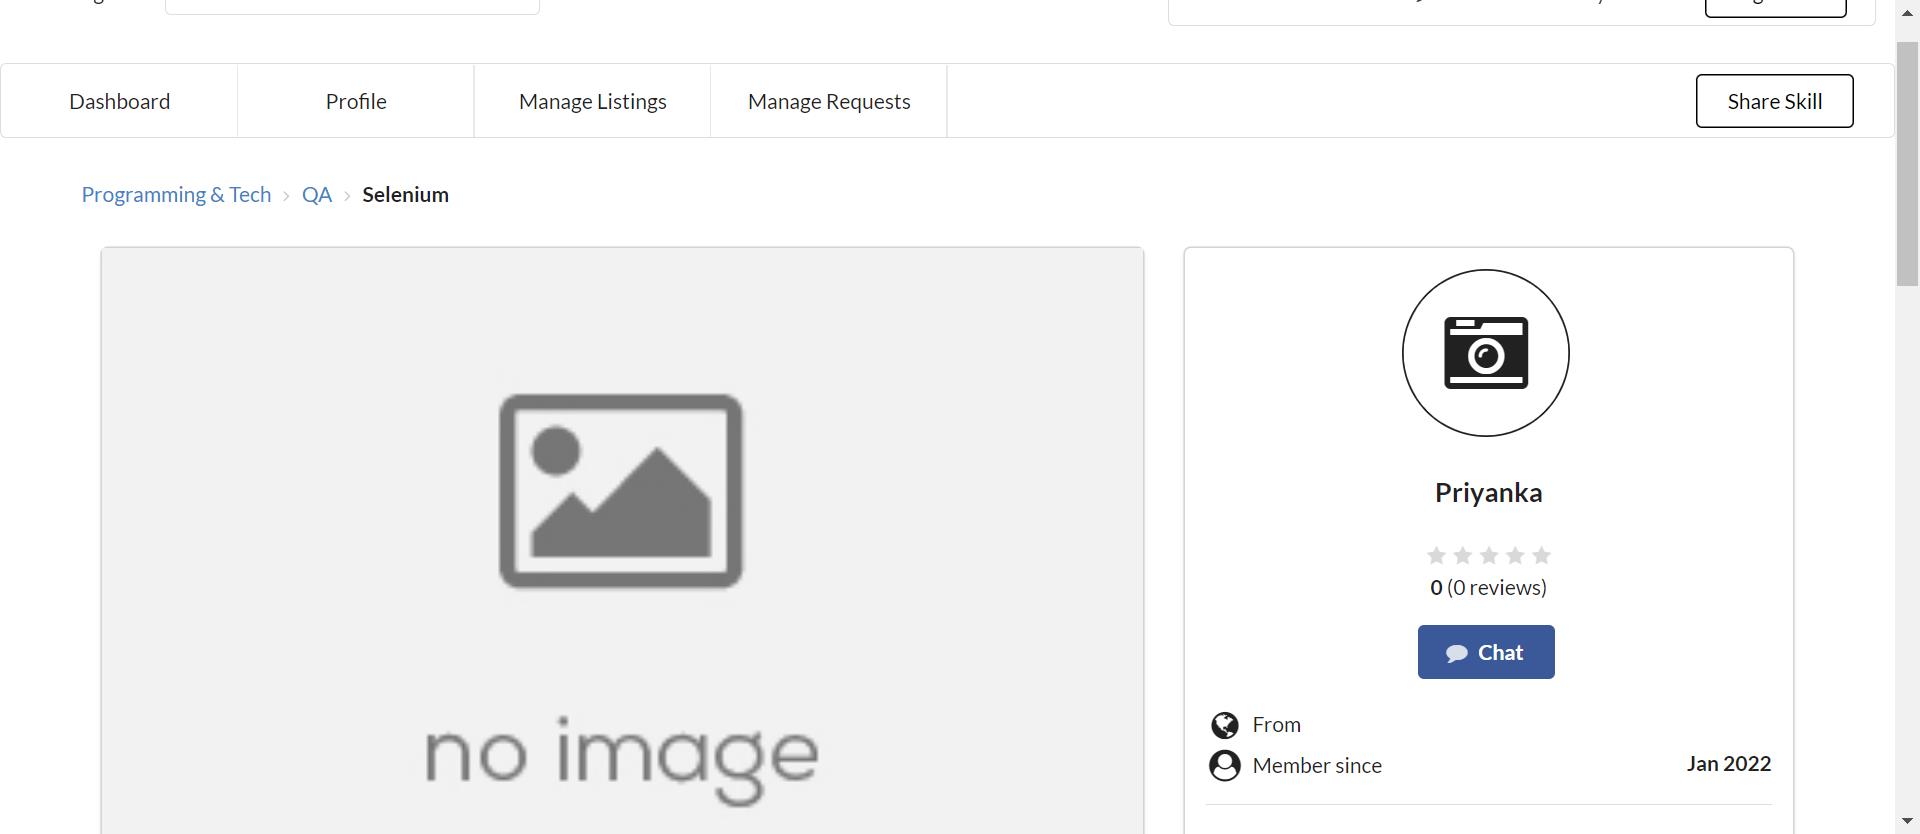 Dashboard
Profile
Manage Listings
Manage Requests
Share Skill
Programming & Tech › QA › Selenium
no image
Priyanka
0 (0 reviews)
Chat
From
Member since
Jan 2022